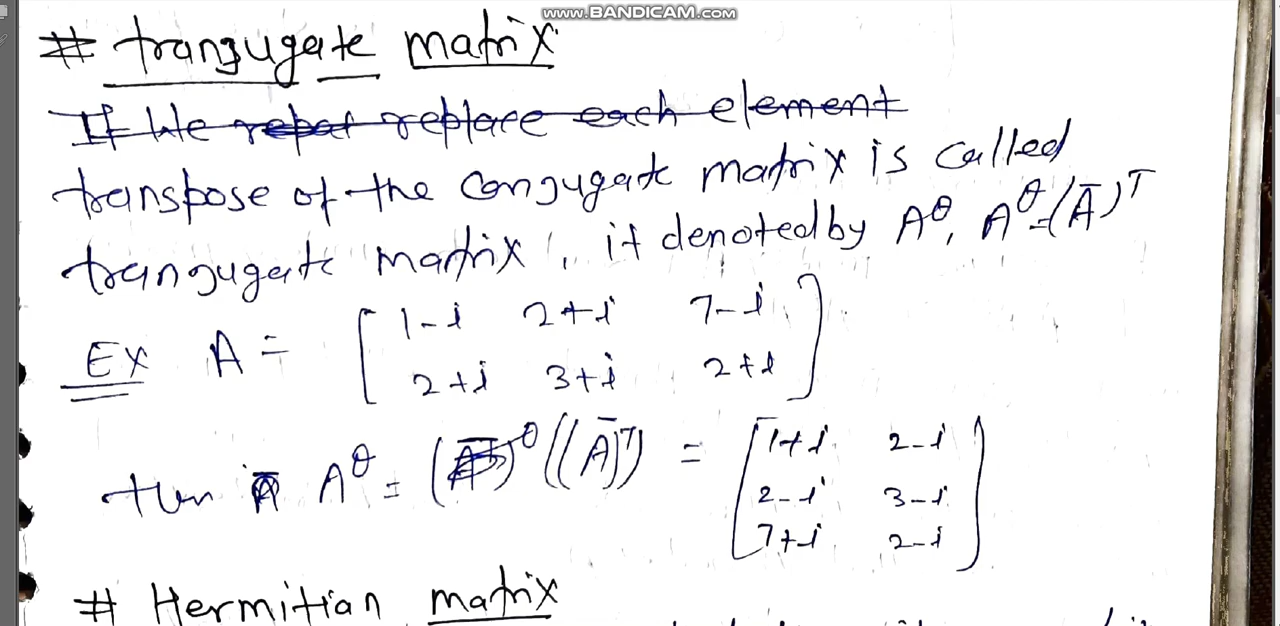 www.BANDICAM.com
# tranjugate matrix
If We repet replace each element
transpose of the conjugate matrix is called
tranjugate matrix, it denoted by A^θ, A^θ=(Ā)^T
Ex A = [ 1-i 2+i 7-i
2+i 3+i 2+i ]
then A^θ = ( )^θ ((Ā)^T) = [ 1+i 2-i
2-i 3-i
7+i 2-i ]
# Hermitian matrix